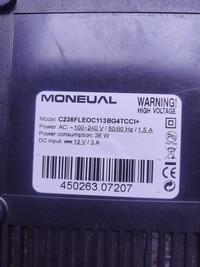 MONEUAL
WARNING
HIGH VOLTAGE
Model: C236FLEOC113BG4TCCI+
Power AC: ~100-240 V / 50/60 Hz / 1.5 A
Power consumption: 36 W
DC input: 12 V / 3 A
450263.07207